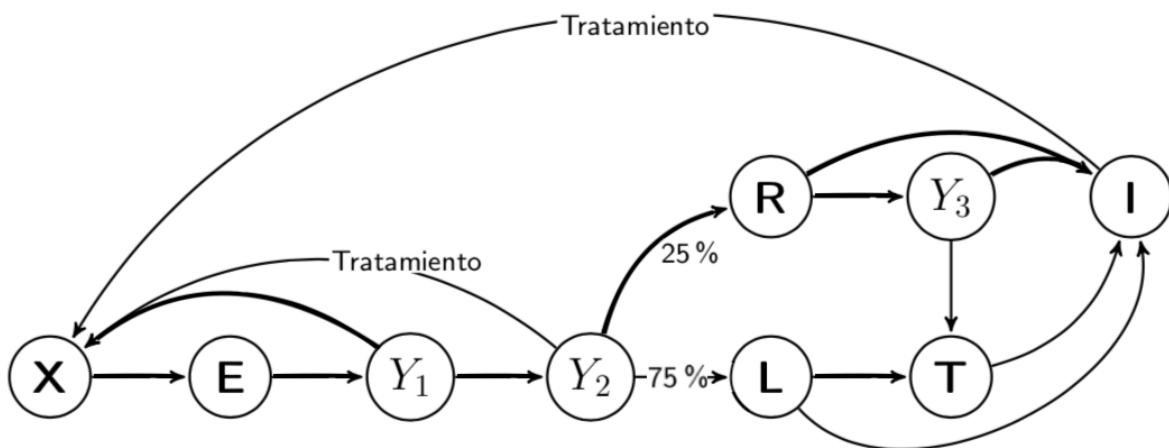 Tratamiento
R
Y₃
I
25 %
Tratamiento
X
E
Y₁
Y₂
75 %
L
T